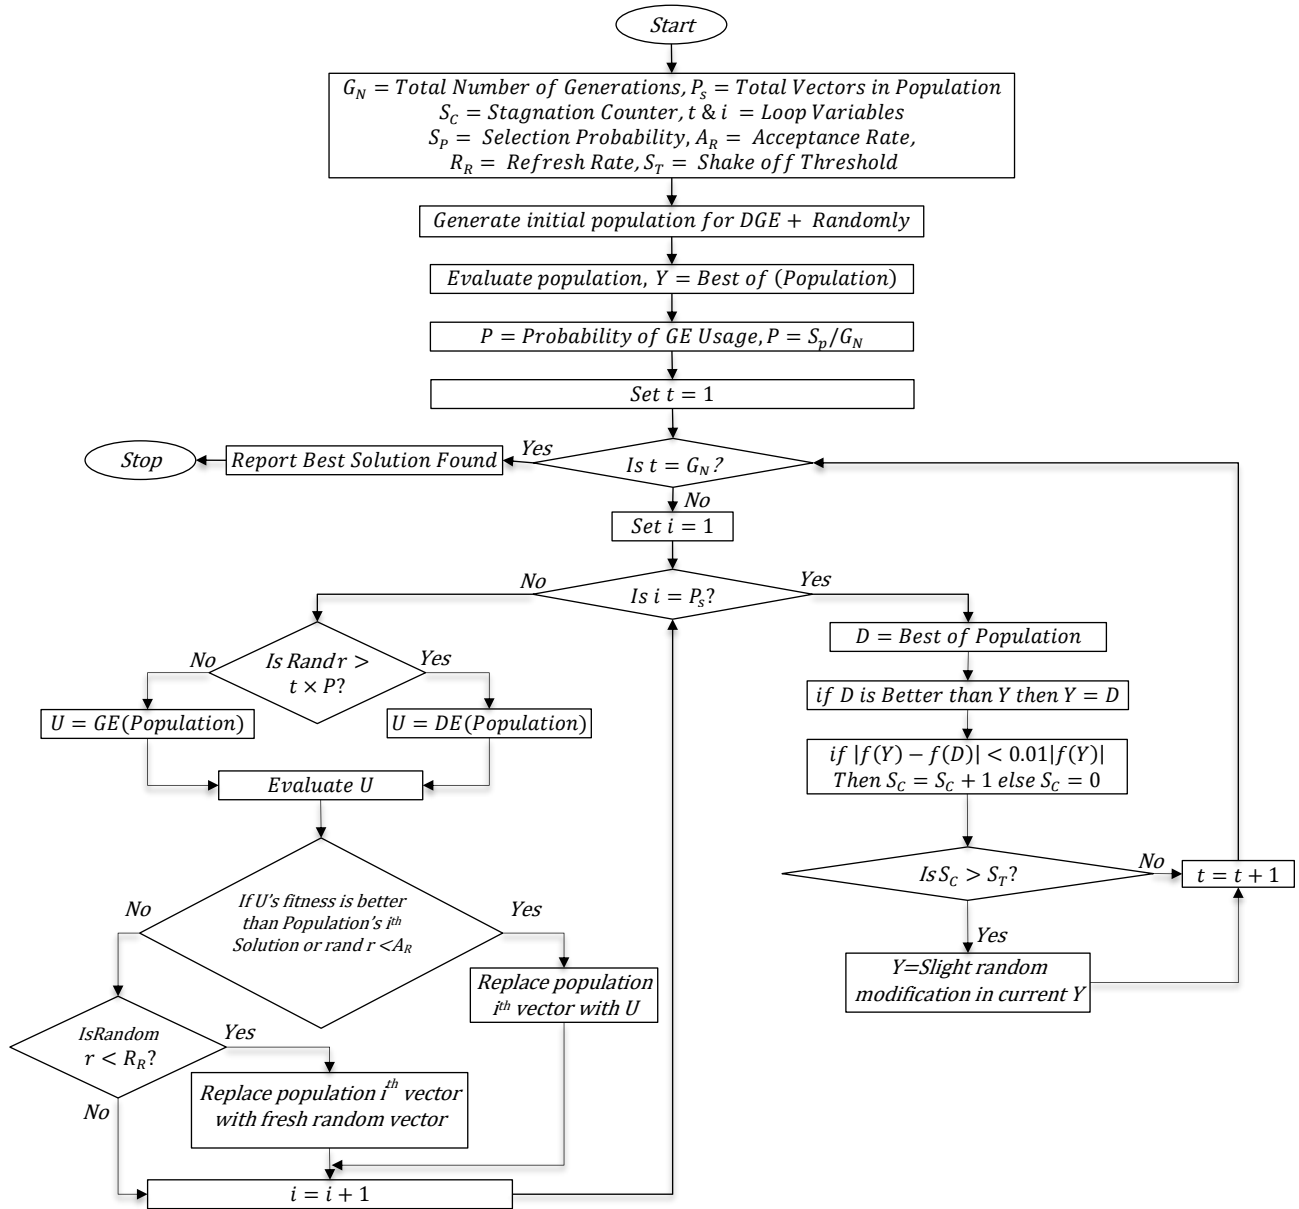 Start
G_N = Total Number of Generations, P_s = Total Vectors in Population
S_C = Stagnation Counter, t & i = Loop Variables
S_P = Selection Probability, A_R = Acceptance Rate,
R_R = Refresh Rate, S_T = Shake off Threshold
Generate initial population for DGE + Randomly
Evaluate population, Y = Best of (Population)
P = Probability of GE Usage, P = S_p/G_N
Set t = 1
Is t = G_N?
Yes
Report Best Solution Found
Stop
No
Set i = 1
Is i = P_s?
No
Yes
Is Rand r >
t × P?
No
Yes
U = GE(Population)
U = DE(Population)
Evaluate U
If U's fitness is better
than Population's i^th
Solution or rand r <A_R
No
Yes
Replace population
i^th vector with U
IsRandom
r < R_R?
Yes
No
Replace population i^th vector
with fresh random vector
i = i + 1
D = Best of Population
if D is Better than Y then Y = D
if |f(Y) − f(D)| < 0.01|f(Y)|
Then S_C = S_C + 1 else S_C = 0
Is S_C > S_T?
No
t = t + 1
Yes
Y=Slight random
modification in current Y